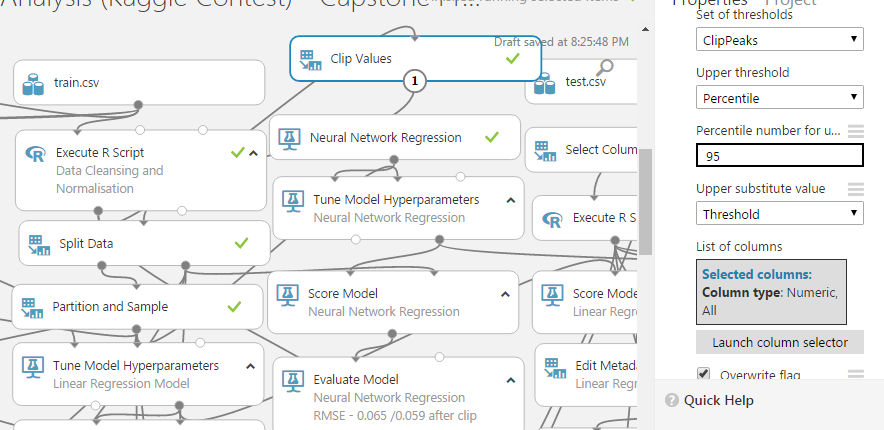 Analysis (Kaggle Contest) - Capstone
Draft saved at 8:25:48 PM
Clip Values
1
train.csv
test.csv
Execute R Script
Data Cleansing and
Normalisation
Neural Network Regression
Select Colum
Tune Model Hyperparameters
Neural Network Regression
Execute R S
Split Data
Score Model
Neural Network Regression
Score Mode
Linear Regr
Partition and Sample
Tune Model Hyperparameters
Linear Regression Model
Evaluate Model
Neural Network Regression
RMSE - 0.065 /0.059 after clip
Edit Metada
Linear Regr
Properties Project
Set of thresholds
ClipPeaks
Upper threshold
Percentile
Percentile number for u...
95
Upper substitute value
Threshold
List of columns
Selected columns:
Column type: Numeric,
All
Launch column selector
Overwrite flag
Quick Help